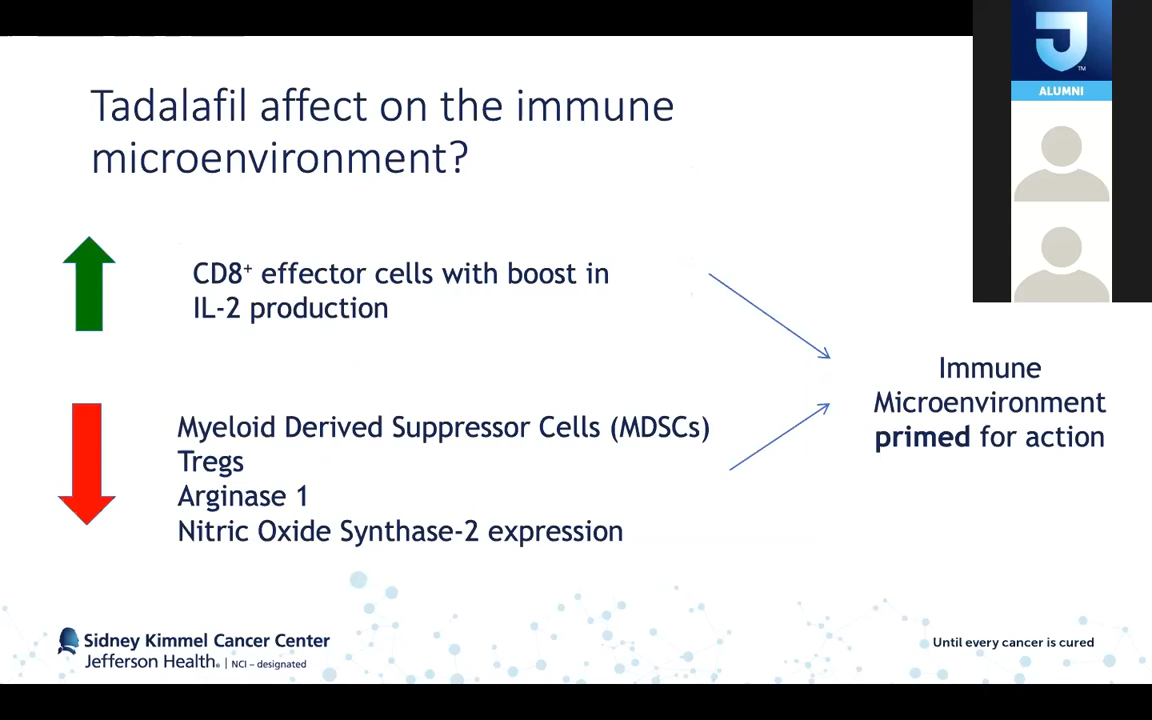 Tadalafil affect on the immune
microenvironment?
CD8⁺ effector cells with boost in
IL-2 production
Myeloid Derived Suppressor Cells (MDSCs)
Tregs
Arginase 1
Nitric Oxide Synthase-2 expression
Immune
Microenvironment
primed for action
Sidney Kimmel Cancer Center
Jefferson Health® | NCI – designated
Until every cancer is cured
J
TM
ALUMNI